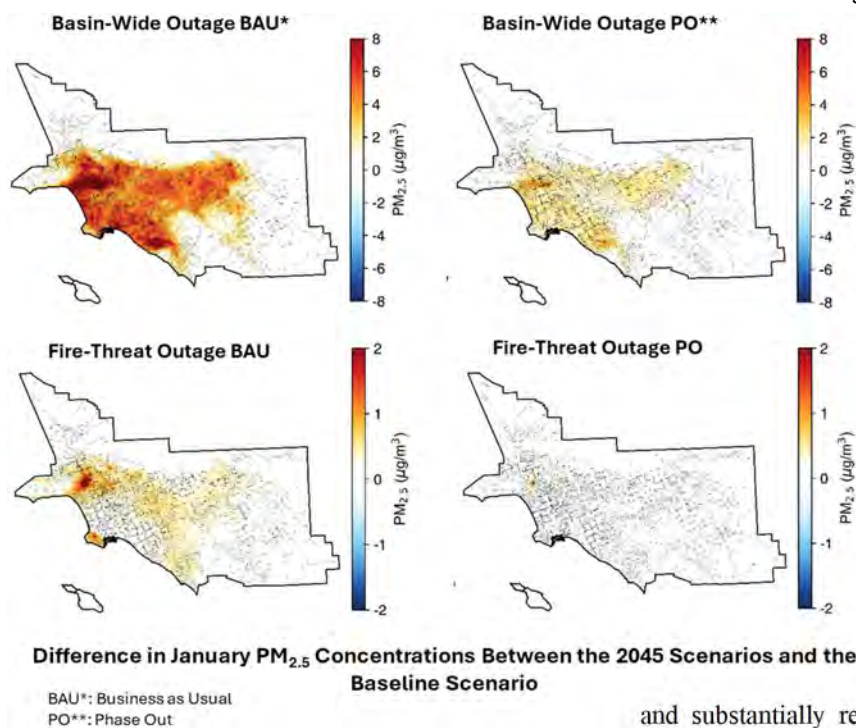 Basin-Wide Outage BAU*
8
6
4
2
0
-2
-4
-6
-8
PM2.5 (μg/m³)
Basin-Wide Outage PO**
8
6
4
2
0
-2
-4
-6
-8
PM2.5 (μg/m³)
Fire-Threat Outage BAU
2
1
0
-1
-2
PM2.5 (μg/m³)
Fire-Threat Outage PO
2
1
0
-1
-2
PM2.5 (μg/m³)
Difference in January PM2.5 Concentrations Between the 2045 Scenarios and the
Baseline Scenario
BAU*: Business as Usual
PO**: Phase Out
and substantially re